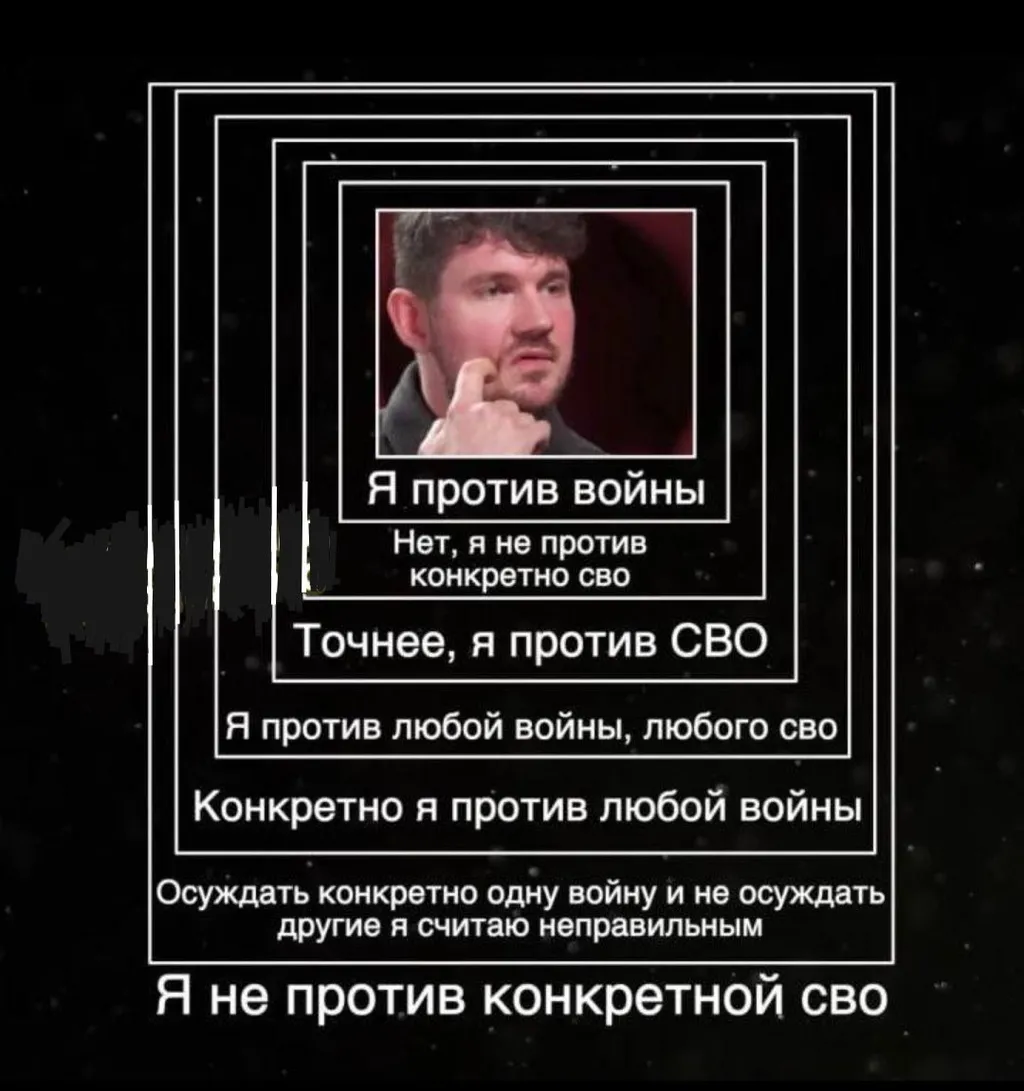 Я против войны
Нет, я не против
конкретно сво
Точнее, я против СВО
Я против любой войны, любого сво
Конкретно я против любой войны
Осуждать конкретно одну войну и не осуждать
другие я считаю неправильным
Я не против конкретной сво